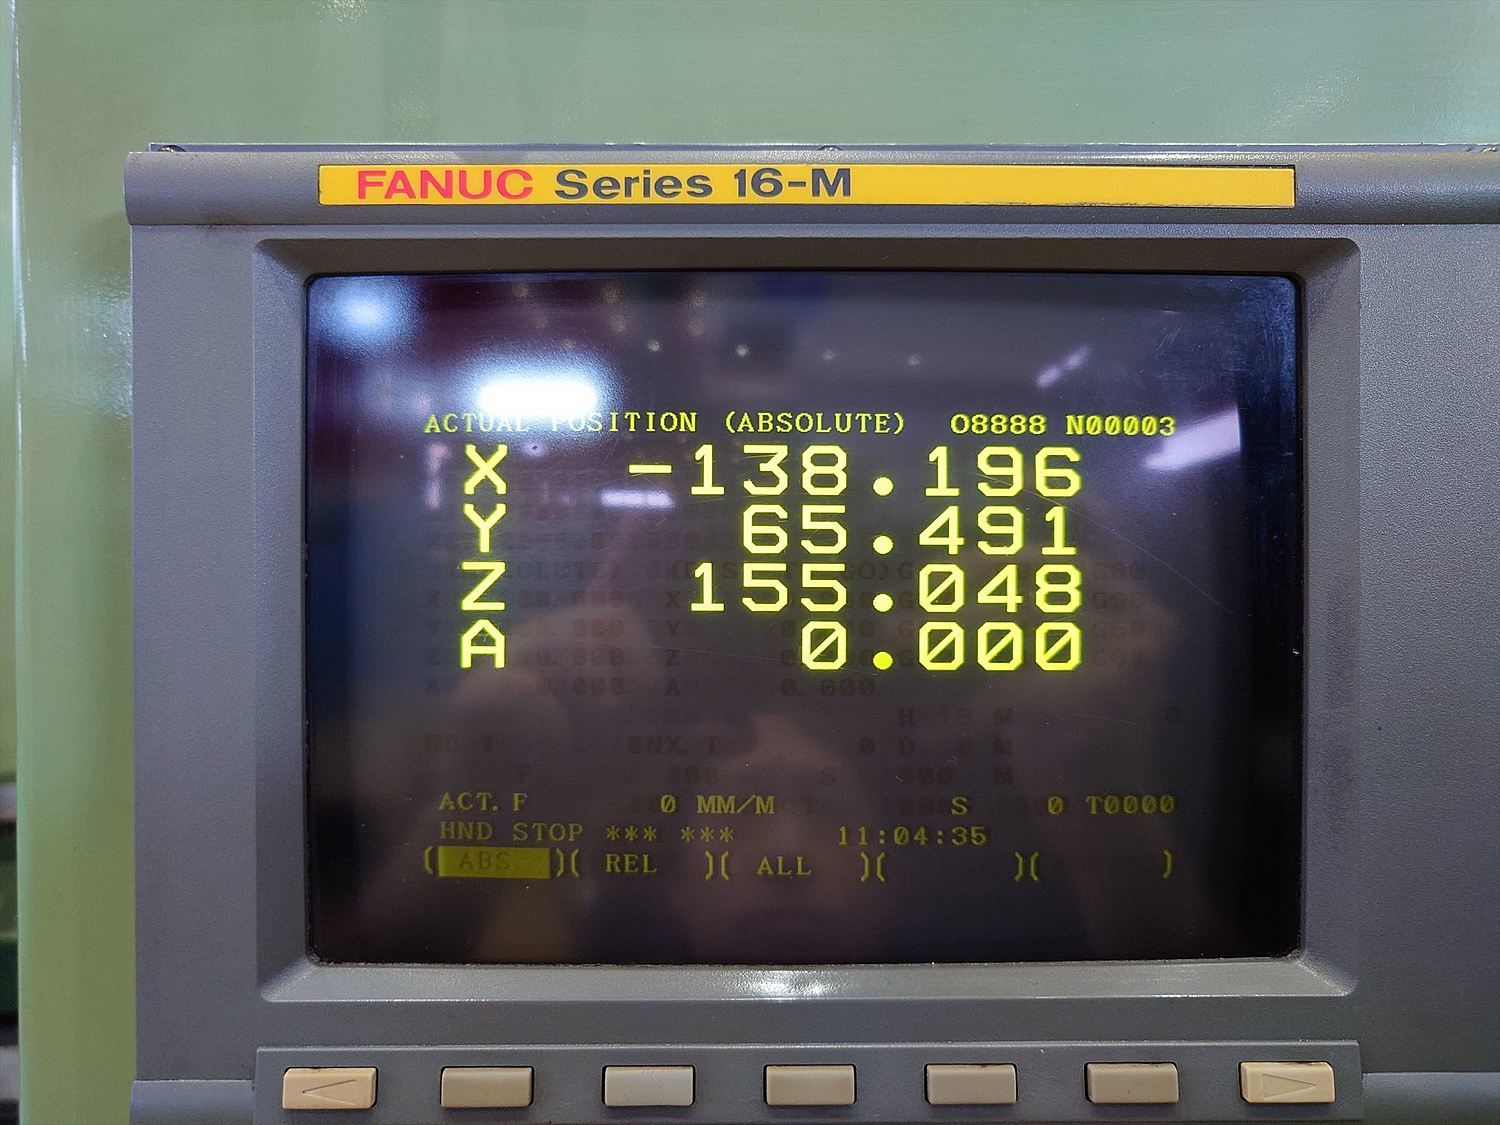 FANUC Series 16-M
ACTUAL POSITION (ABSOLUTE) O8888 N00003
X -138.196
Y 65.491
Z 155.048
A 0.000
ACT. F 0 MM/M S 0 T0000
HND STOP *** *** 11:04:35
( ABS )( REL )( ALL )( )( )